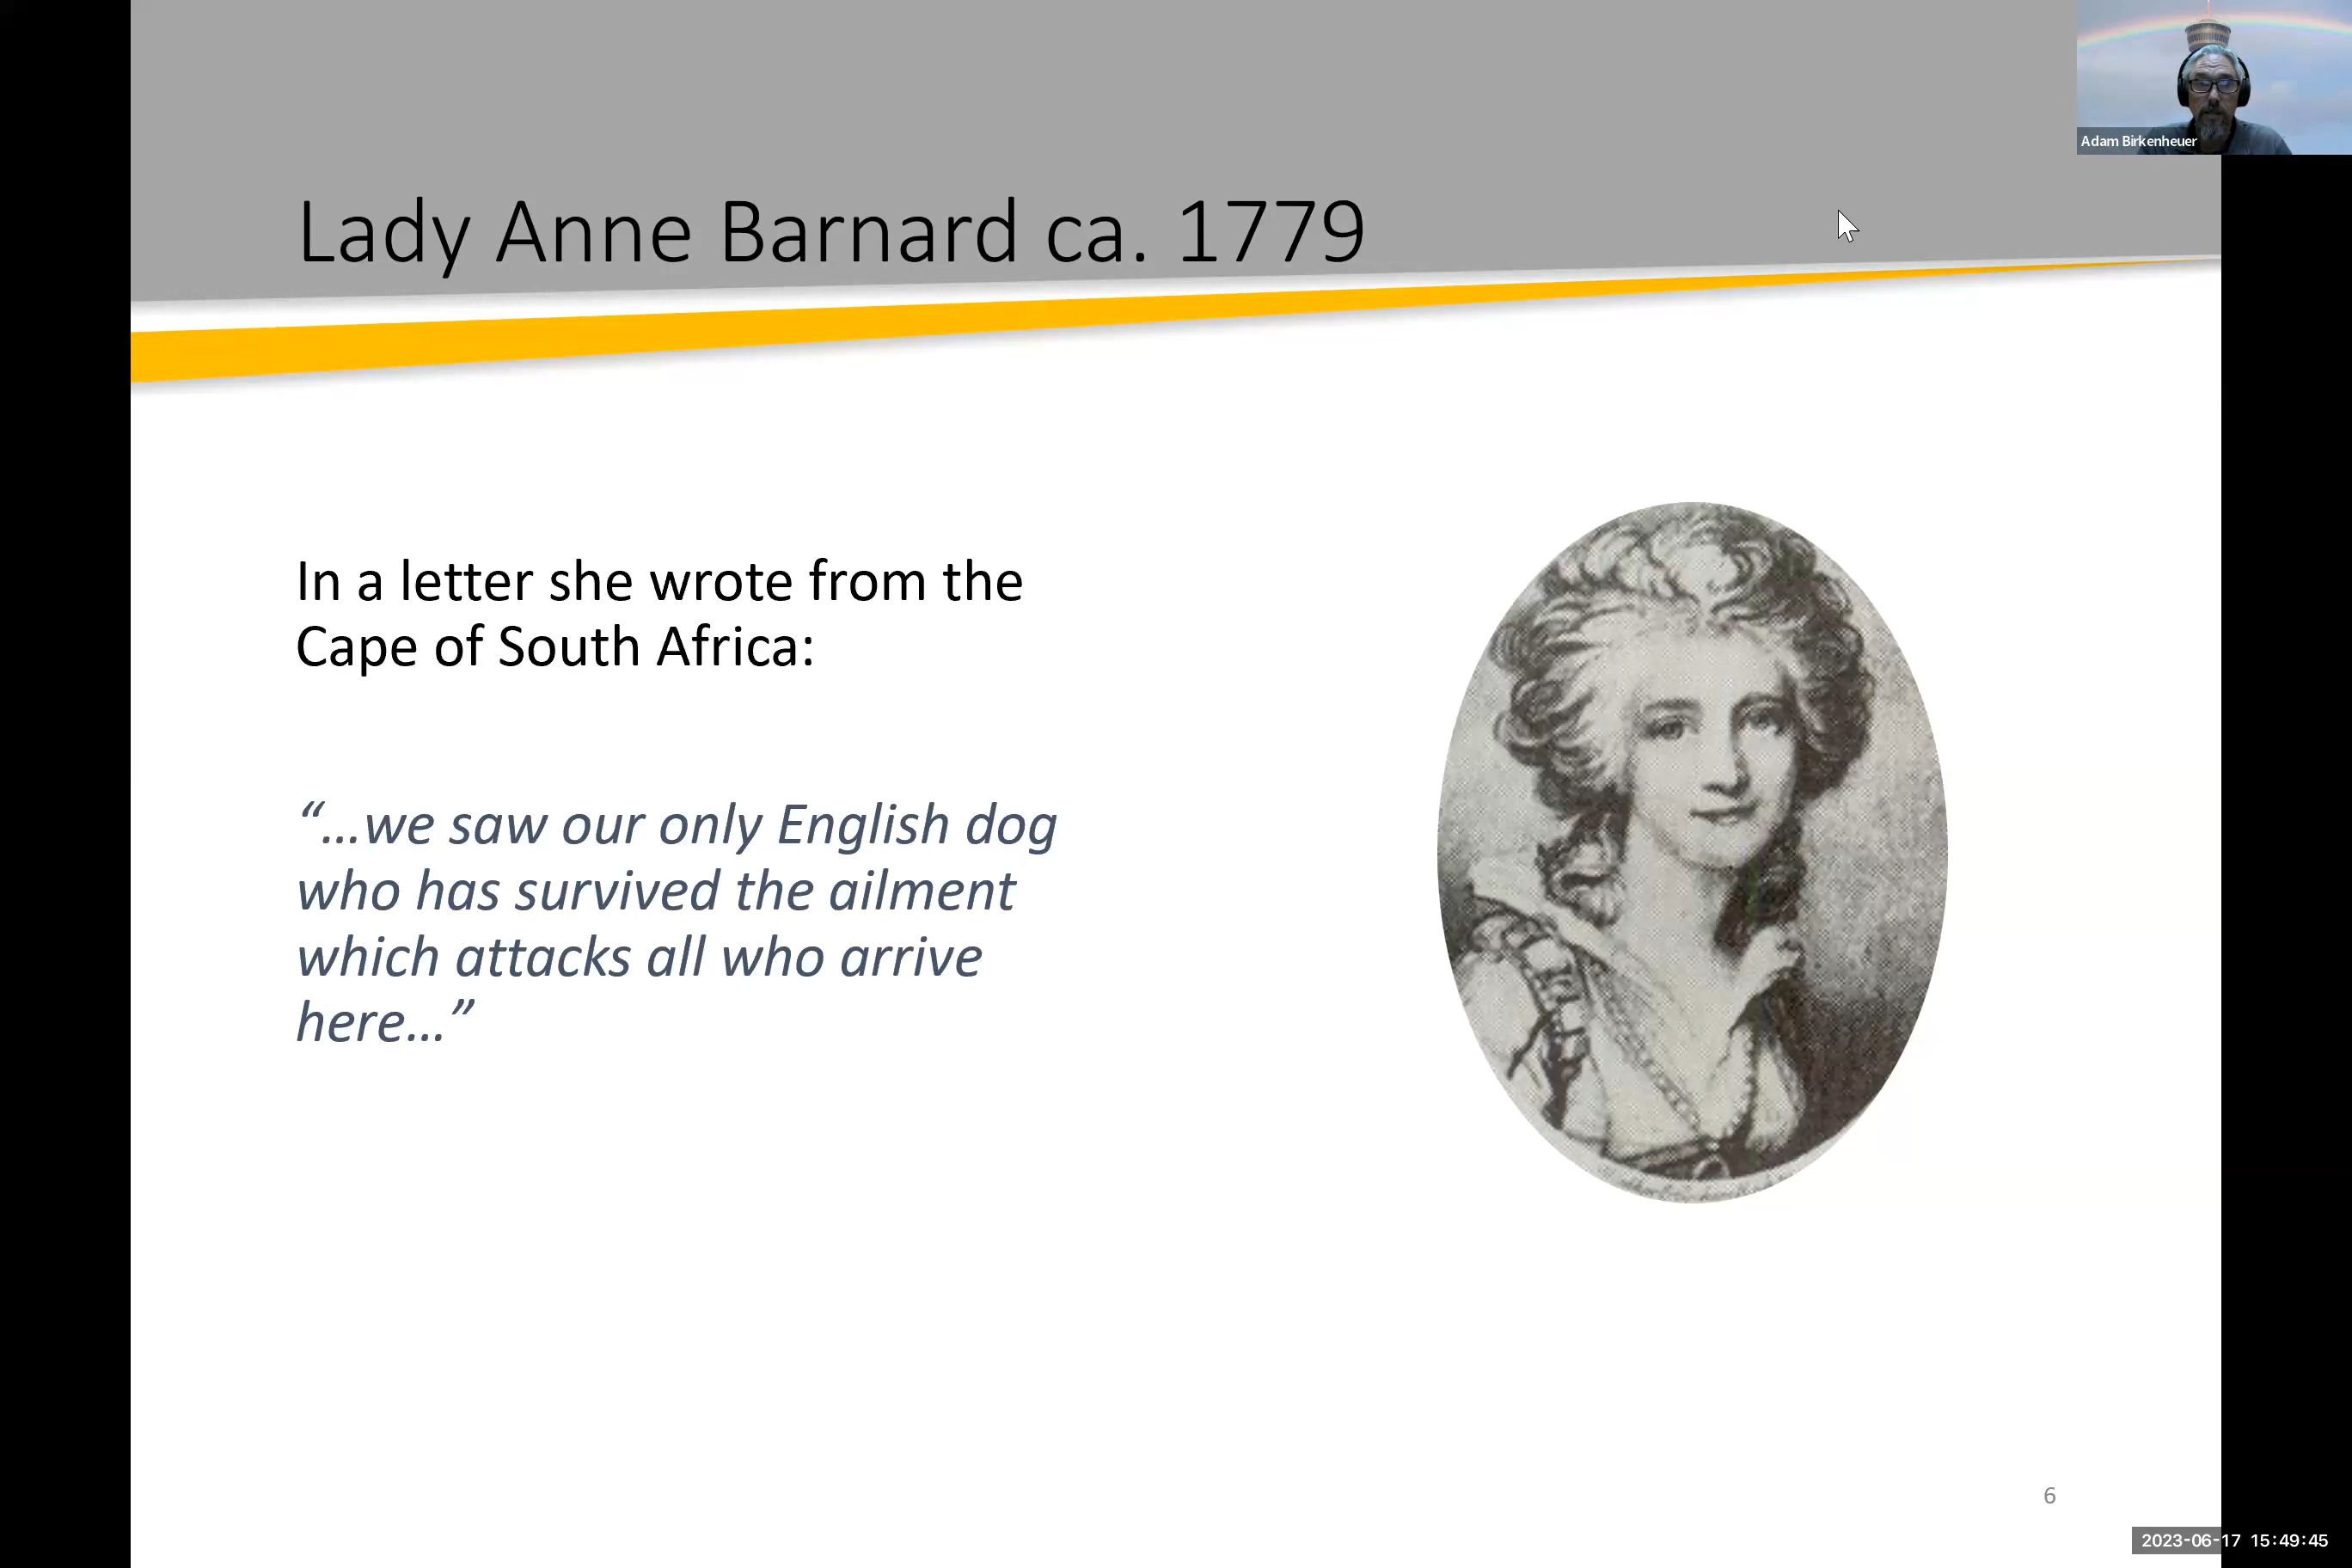 Adam Birkenheuer
Lady Anne Barnard ca. 1779
In a letter she wrote from the
Cape of South Africa:
“…we saw our only English dog
who has survived the ailment
which attacks all who arrive
here…”
6
2023-06-17 15:49:45